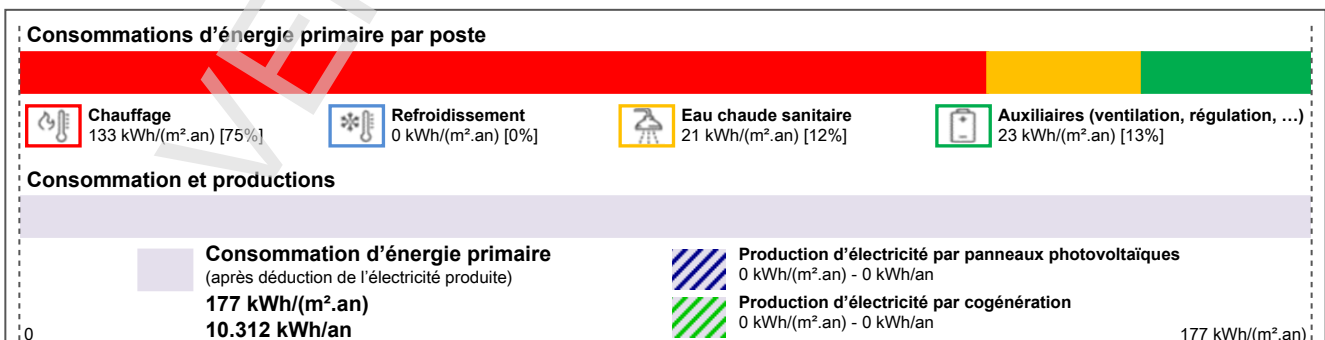 Consommations d'énergie primaire par poste
Chauffage
133 kWh/(m².an) [75%]
Refroidissement
0 kWh/(m².an) [0%]
Eau chaude sanitaire
21 kWh/(m².an) [12%]
Auxiliaires (ventilation, régulation, …)
23 kWh/(m².an) [13%]
Consommation et productions
Consommation d'énergie primaire
(après déduction de l'électricité produite)
177 kWh/(m².an)
10.312 kWh/an
Production d'électricité par panneaux photovoltaïques
0 kWh/(m².an) - 0 kWh/an
Production d'électricité par cogénération
0 kWh/(m².an) - 0 kWh/an
0
177 kWh/(m².an)